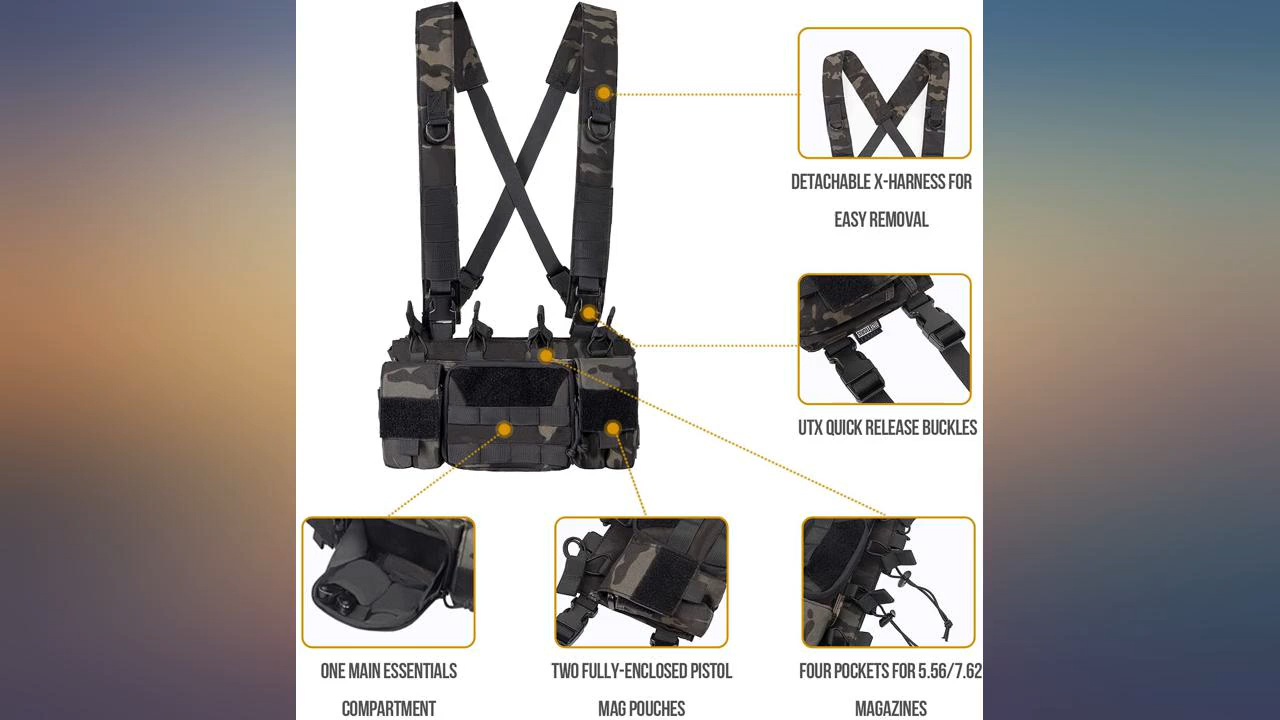 DETACHABLE X-HARNESS FOR
EASY REMOVAL
UTX QUICK RELEASE BUCKLES
ONE MAIN ESSENTIALS
COMPARTMENT
TWO FULLY-ENCLOSED PISTOL
MAG POUCHES
FOUR POCKETS FOR 5.56/7.62
MAGAZINES